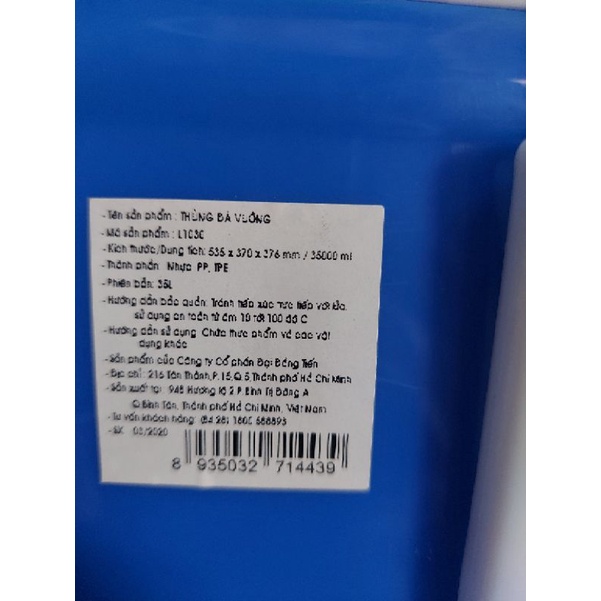 - Tên sản phẩm : THÙNG ĐÁ VUÔNG
- Mã sản phẩm : L1030
- Kích thước/Dung tích: 535 x 370 x 376 mm / 35000 ml
- Thành phần Nhựa PP, TPE
- Phiên bản: 35L
- Hướng dẫn bảo quản: Tránh tiếp xúc trực tiếp với lửa,
sử dụng an toàn từ âm 10 tới 100 độ C
- Hướng dẫn sử dụng Chứa thực phẩm và các vật
dụng khác
- Sản phẩm của Công ty Cổ phần Đại Đồng Tiến
- Địa chỉ : 216 Tân Thành, P.15, Q.5 Thành phố Hồ Chí Minh
- Sản xuất tại: 948 Hương lộ 2 P. Bình Trị Đông A
Q Bình Tân, Thành phố Hồ Chí Minh, Việt Nam
- Tư vấn khách hàng (84 28) 1800 588893
- SX 03/2020
8 935032 714439